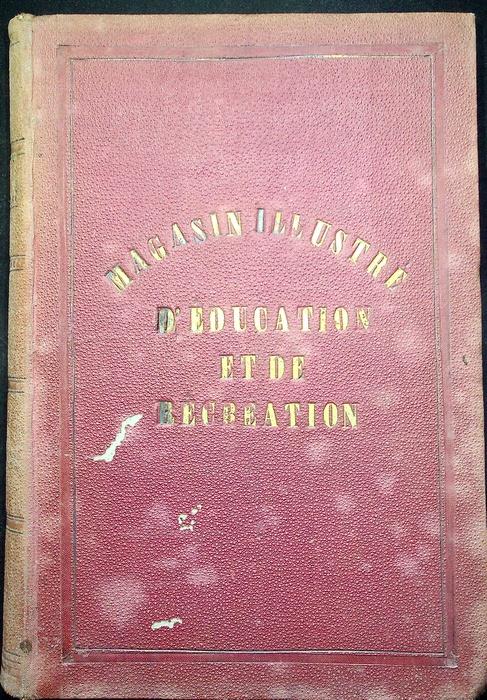 MAGASIN ILLUSTRÉ
D'EDUCATION
ET DE
RECREATION